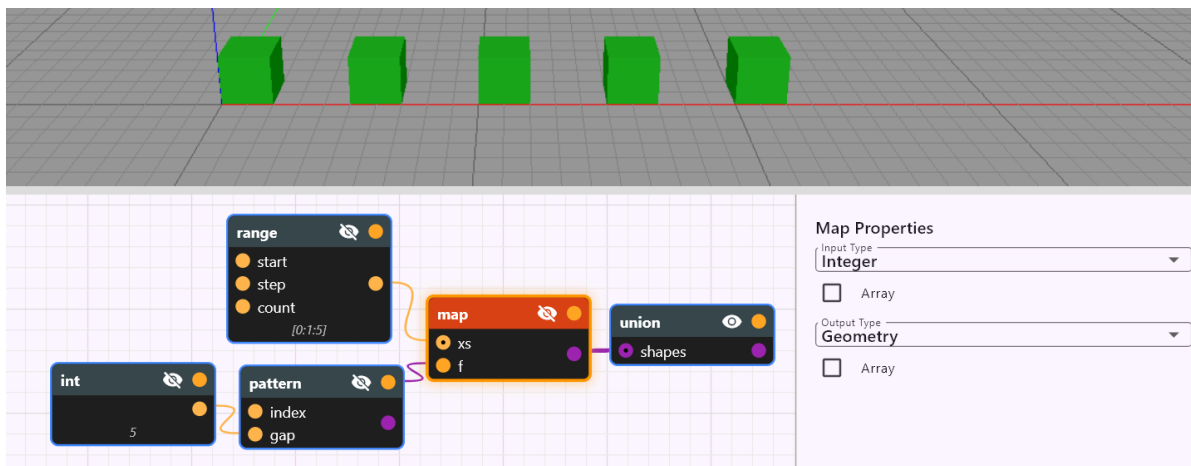 range
start
step
count
[0:1:5]
int
5
pattern
index
gap
map
xs
f
union
shapes
Map Properties
Input Type
Integer
Array
Output Type
Geometry
Array